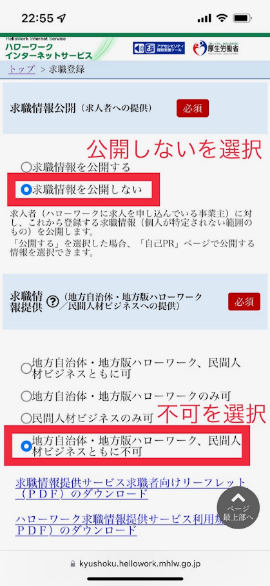 22:55
HelloWork Internet Service
ハローワーク
インターネットサービス
厚生労働省
トップ > 求職登録
求職情報公開（求人者への提供） 必須
公開しないを選択
求職情報を公開する
求職情報を公開しない
求人者（ハローワークに求人を申し込んでいる事業主）に対
し、これから登録する求職情報（個人が特定されない範囲の
もの）を公開します。
「公開する」を選択した場合、「自己PR」ページで公開する
情報を選択できます。
求職情
報提供 ? （地方自治体・地方版ハローワーク
／民間人材ビジネスへの提供） 必須
地方自治体・地方版ハローワーク、民間人
材ビジネスともに可
地方自治体・地方版ハローワークのみ可
民間人材ビジネスのみ可
不可を選択
地方自治体・地方版ハローワーク、民間人
材ビジネスともに不可
求職情報提供サービス求職者向けリーフレット
（ＰＤＦ）のダウンロード
ハローワーク求職情報提供サービス利用
（ＰＤＦ）のダウンロード
ページ
最上部へ
kyushoku.hellowork.mhlw.go.jp